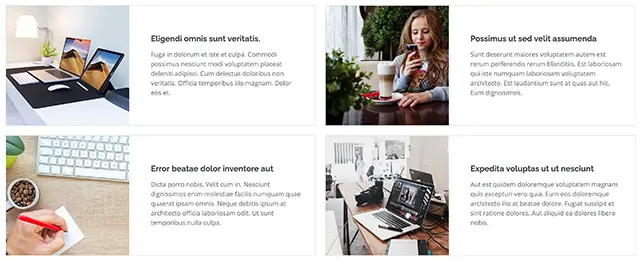 Eligendi omnis sunt veritatis.
Fuga in dolorum et iste et culpa. Commodi
possimus nesciunt modi voluptatem placeat
deleniti adipisci. Cum delectus doloribus non
veritatis. Officia temporibus illo magnam. Dolor
eos et.
Possimus ut sed velit assumenda
Sunt deserunt maiores voluptatem autem est
rerum perferendis rerum blanditiis. Est laboriosam
qui iste numquam laboriosam voluptatem
architecto. Est laudantium sunt at quas aut hic.
Eum dignissimos.
Error beatae dolor inventore aut
Dicta porro nobis. Velit cum in. Nesciunt
dignissimos enim molestiae facilis numquam quae
quaerat ipsam omnis. Neque debitis ipsum at
architecto officia laboriosam odit. Ut sunt
temporibus nulla culpa.
Expedita voluptas ut ut nesciunt
Aut est quidem doloremque voluptatem magnam
quis excepturi vero quia. Eum eos doloremque
architecto illo at beatae dolore. Fugiat suscipit et
sint ratione dolores. Aut aliquid ea dolores libero
nobis.